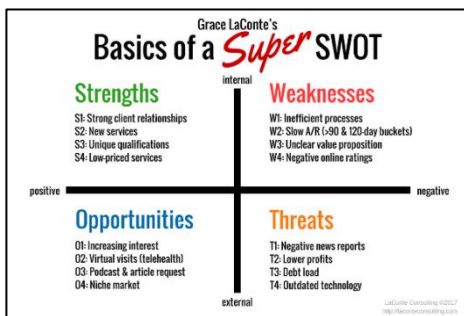 Grace LaConte's
Basics of a Super SWOT
internal
Strengths
S1: Strong client relationships
S2: New services
S3: Unique qualifications
S4: Low-priced services
Weaknesses
W1: Inefficient processes
W2: Slow A/R (>90 & 120-day buckets)
W3: Unclear value proposition
W4: Negative online ratings
positive
negative
Opportunities
O1: Increasing interest
O2: Virtual visits (telehealth)
O3: Podcast & article request
O4: Niche market
Threats
T1: Negative news reports
T2: Lower profits
T3: Debt load
T4: Outdated technology
external
LaConte Consulting ©2017
http://laconteconsulting.com